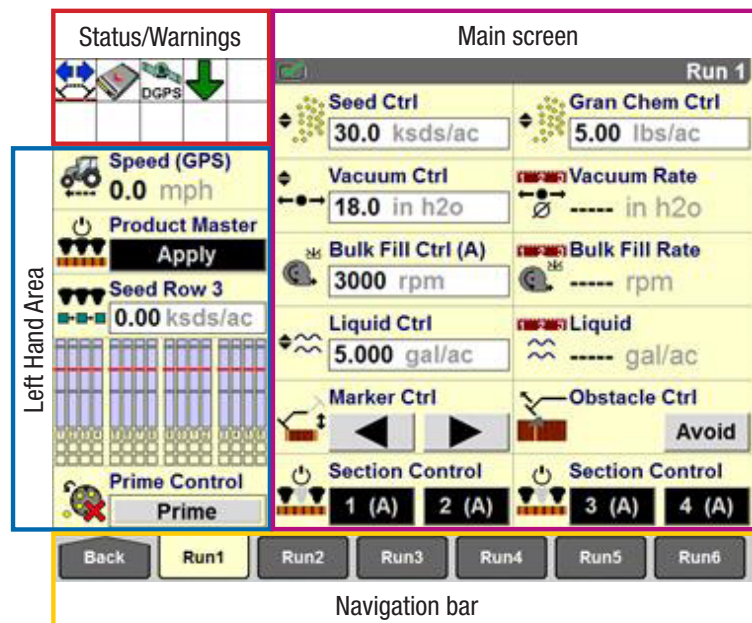 Status/Warnings
Main screen
DGPS
Run 1
Left Hand Area
Speed (GPS)
0.0 mph
Product Master
Apply
Seed Row 3
0.00 ksds/ac
Prime Control
Prime
Seed Ctrl
30.0 ksds/ac
Gran Chem Ctrl
5.00 lbs/ac
Vacuum Ctrl
18.0 in h2o
Vacuum Rate
----- in h2o
Bulk Fill Ctrl (A)
3000 rpm
Bulk Fill Rate
----- rpm
Liquid Ctrl
5.000 gal/ac
Liquid
----- gal/ac
Marker Ctrl
Obstacle Ctrl
Avoid
Section Control
1 (A) 2 (A)
Section Control
3 (A) 4 (A)
Back Run1 Run2 Run3 Run4 Run5 Run6
Navigation bar